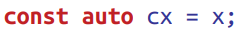 const auto cx = x;